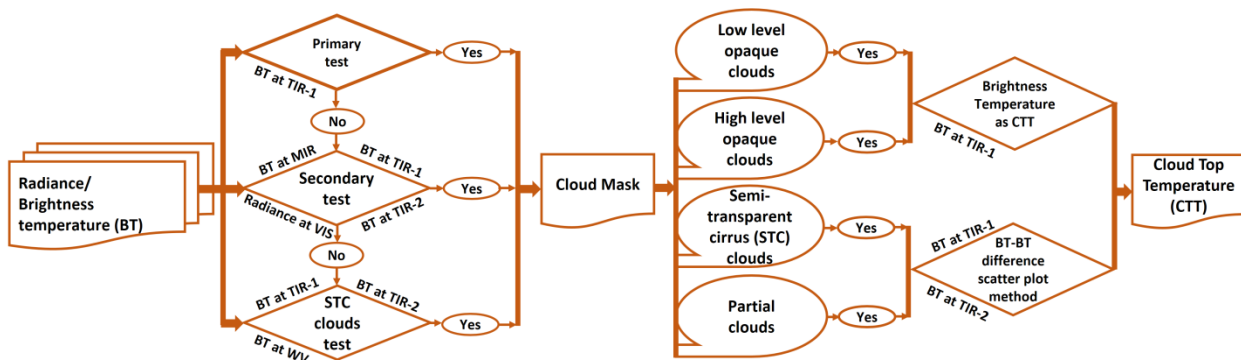 Radiance/
Brightness
temperature (BT)
Primary
test
BT at TIR-1
Yes
No
BT at MIR
BT at TIR-1
Secondary
test
Radiance at VIS
BT at TIR-2
Yes
No
BT at TIR-1
BT at TIR-2
STC
clouds
test
BT at WV
Yes
Cloud Mask
Low level
opaque
clouds
Yes
High level
opaque
clouds
Yes
Semi-
transparent
cirrus (STC)
clouds
Yes
Partial
clouds
Yes
Brightness
Temperature
as CTT
BT at TIR-1
BT at TIR-1
BT-BT
difference
scatter plot
method
BT at TIR-2
Cloud Top
Temperature
(CTT)